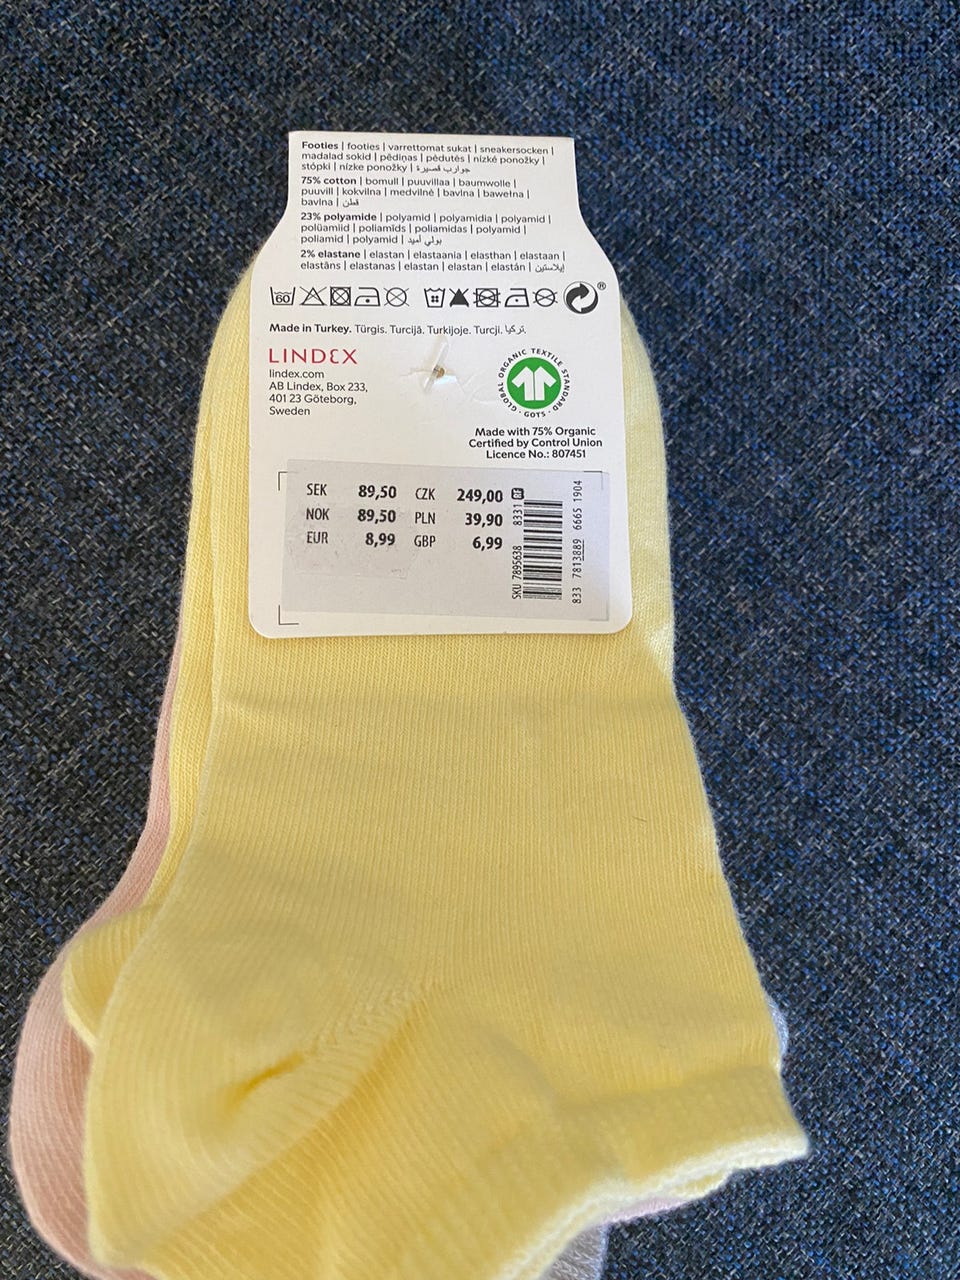 Footies | footies | varrettomat sukat | sneakersocken |
madalad sokid | pēdiņas | pėdutės | nízké ponožky |
stópki | nízke ponožky | جوارب قصيرة
75% cotton | bomull | puuvillaa | baumwolle |
puuvill | kokvilna | medvilnė | bavlna | bawełna |
bavlna | قطن
23% polyamide | polyamid | polyamidia | polyamid |
polüamiid | poliamīds | poliamidas | polyamid |
poliamid | polyamid | بولي أميد
2% elastane | elastan | elastaania | elasthan | elastaan |
elastāns | elastanas | elastan | elastan | elastán | إيلاستين
60
®
Made in Turkey. Türgis. Turcijā. Turkijoje. Turcji. تركيا.
LINDEX
lindex.com
AB Lindex, Box 233,
401 23 Göteborg,
Sweden
GLOBAL ORGANIC TEXTILE STANDARD · GOTS ·
Made with 75% Organic
Certified by Control Union
Licence No.: 807451
SEK 89,50 CZK 249,00
NOK 89,50 PLN 39,90
EUR 8,99 GBP 6,99
SKU 7895638 8331
833 7813889 6665 1904